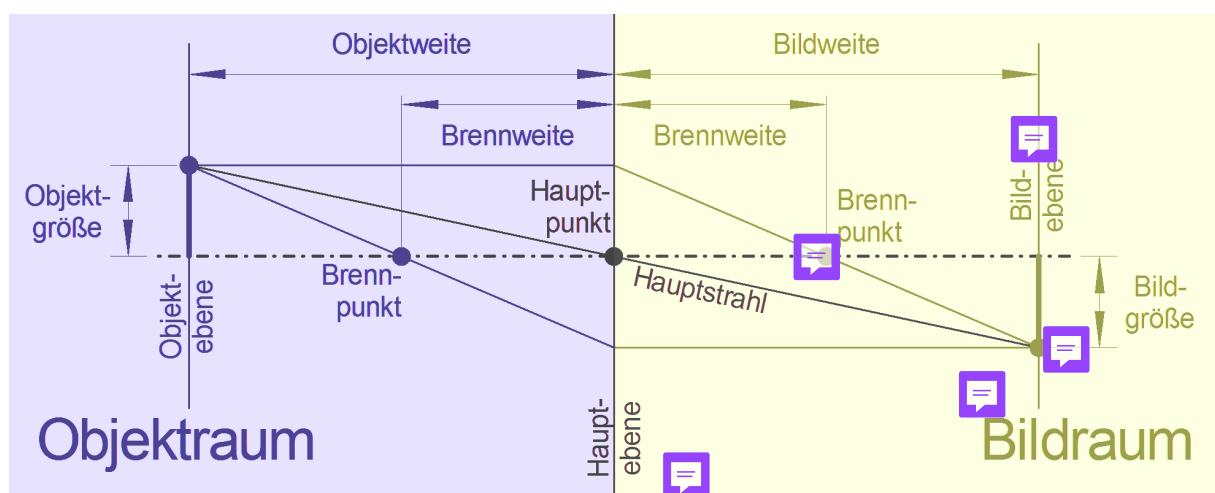 Objektweite
Bildweite
Brennweite
Brennweite
Objekt-
größe
Haupt-
punkt
Brenn-
punkt
Bild-
ebene
Brenn-
punkt
Hauptstrahl
Objekt-
ebene
Bild-
größe
Haupt-
ebene
Objektraum
Bildraum